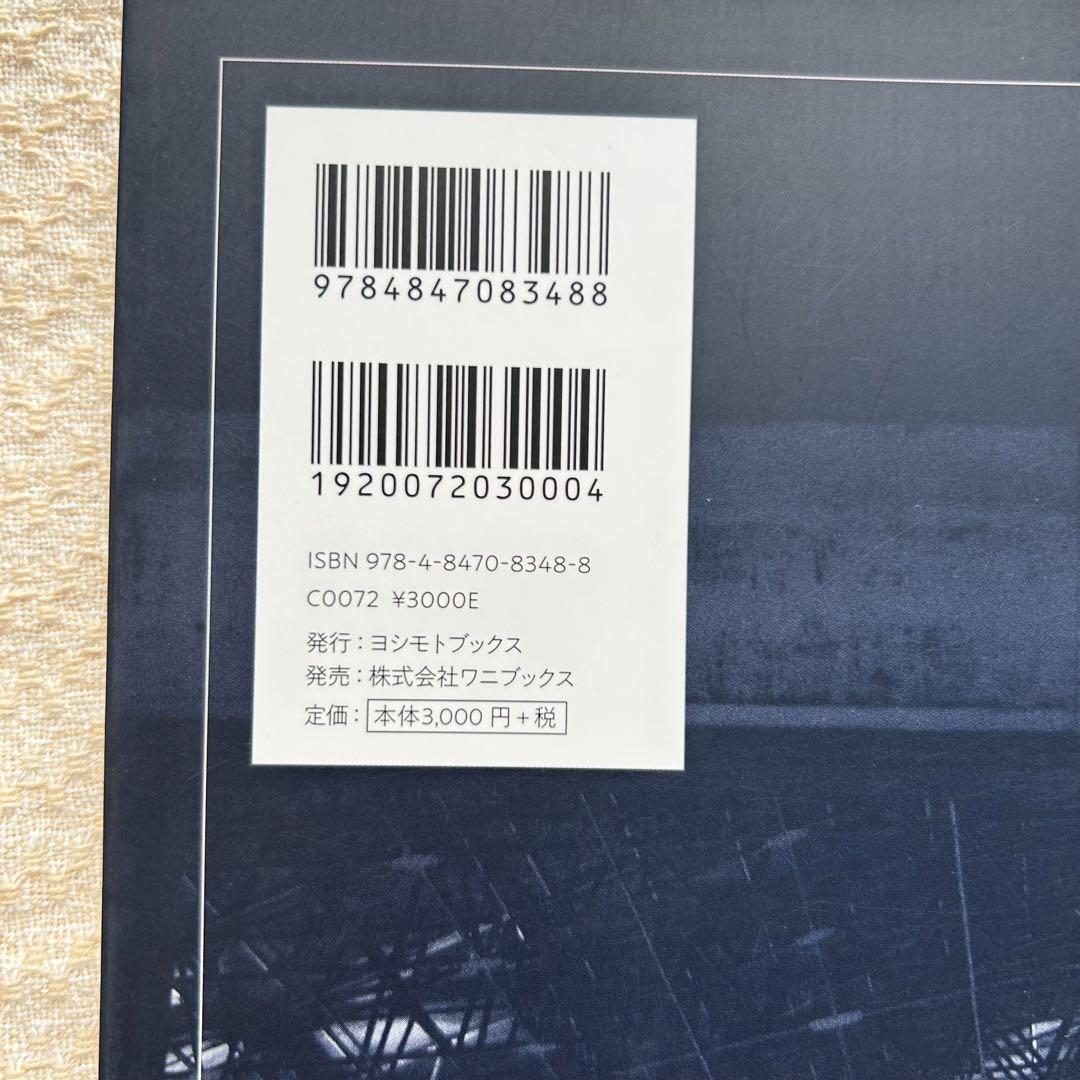 9784847083488
1920072030004
ISBN 978-4-8470-8348-8
C0072 ¥3000E
発行：ヨシモトブックス
発売：株式会社ワニブックス
定価：本体3,000円+税